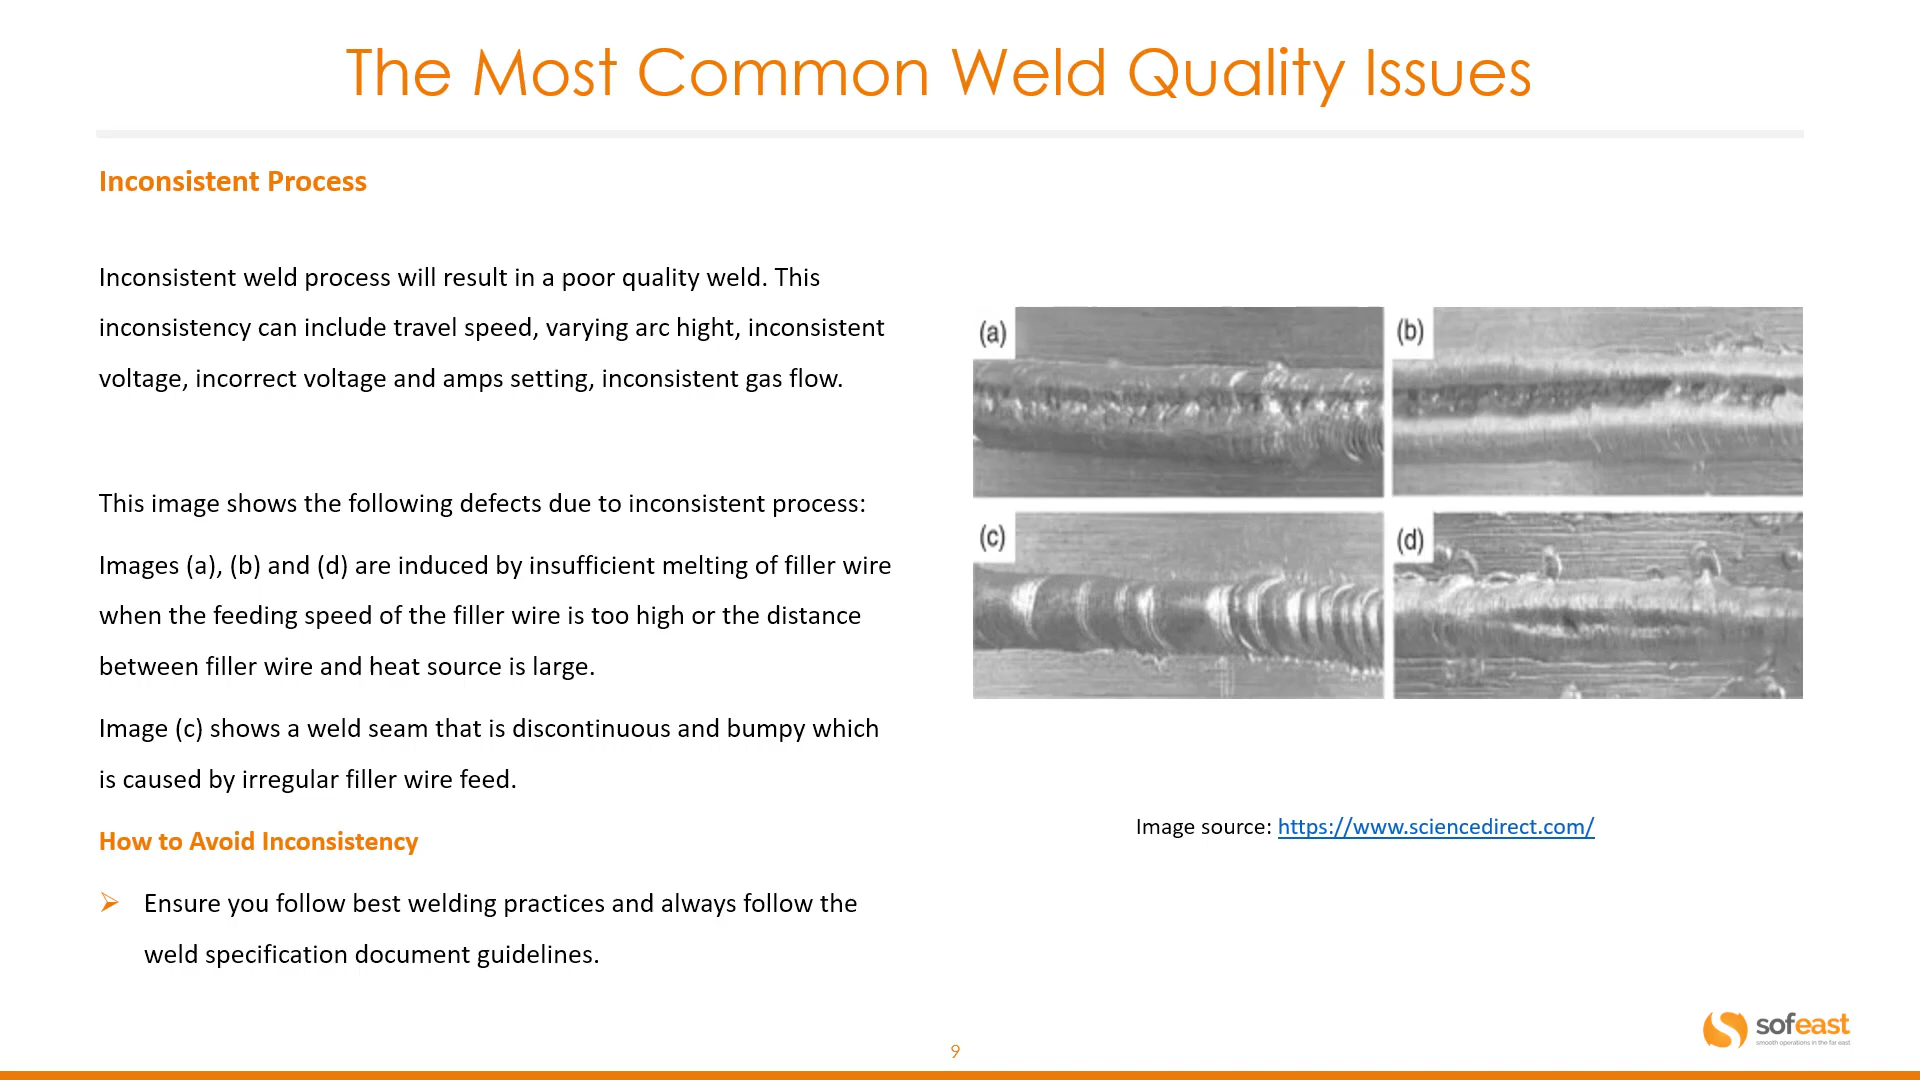 The Most Common Weld Quality Issues
Inconsistent Process
Inconsistent weld process will result in a poor quality weld. This
inconsistency can include travel speed, varying arc hight, inconsistent
voltage, incorrect voltage and amps setting, inconsistent gas flow.
This image shows the following defects due to inconsistent process:
Images (a), (b) and (d) are induced by insufficient melting of filler wire
when the feeding speed of the filler wire is too high or the distance
between filler wire and heat source is large.
Image (c) shows a weld seam that is discontinuous and bumpy which
is caused by irregular filler wire feed.
How to Avoid Inconsistency
Ensure you follow best welding practices and always follow the
weld specification document guidelines.
(a)
(b)
(c)
(d)
Image source: https://www.sciencedirect.com/
sofeast
smooth operations in the far east
9